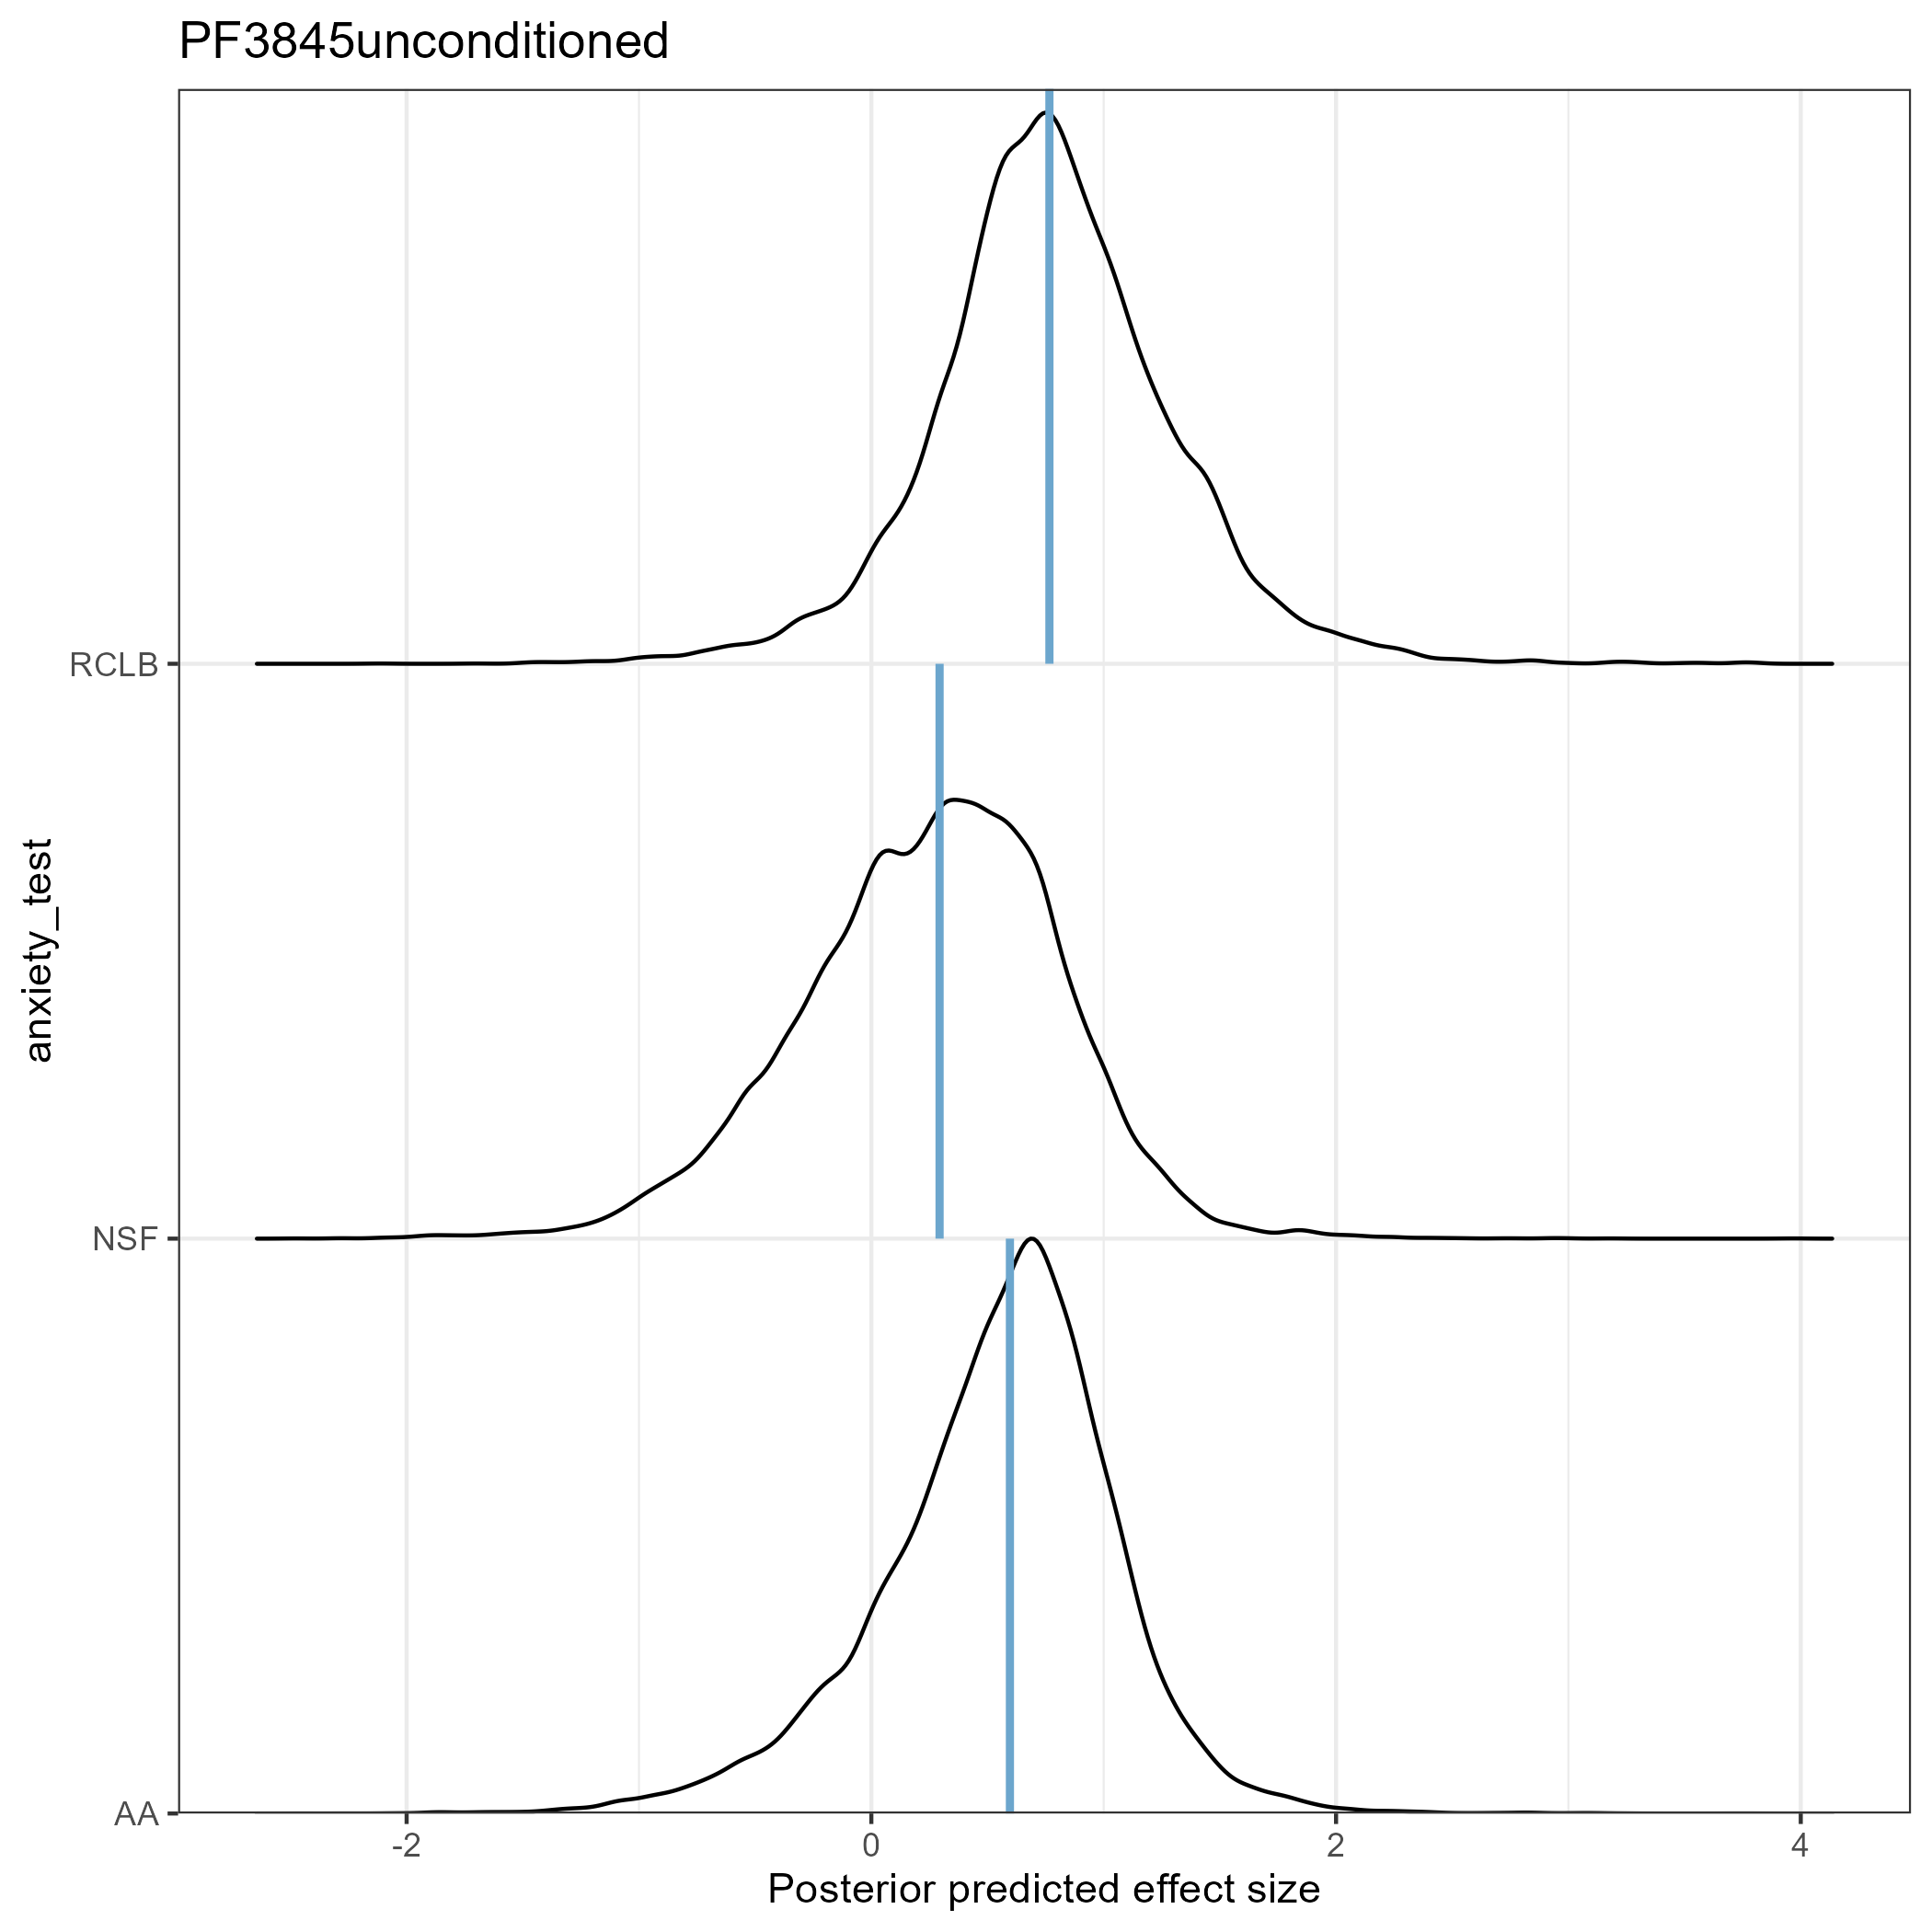 PF3845unconditioned
anxiety_test
RCLB
NSF
AA
-2 0 2 4
Posterior predicted effect size